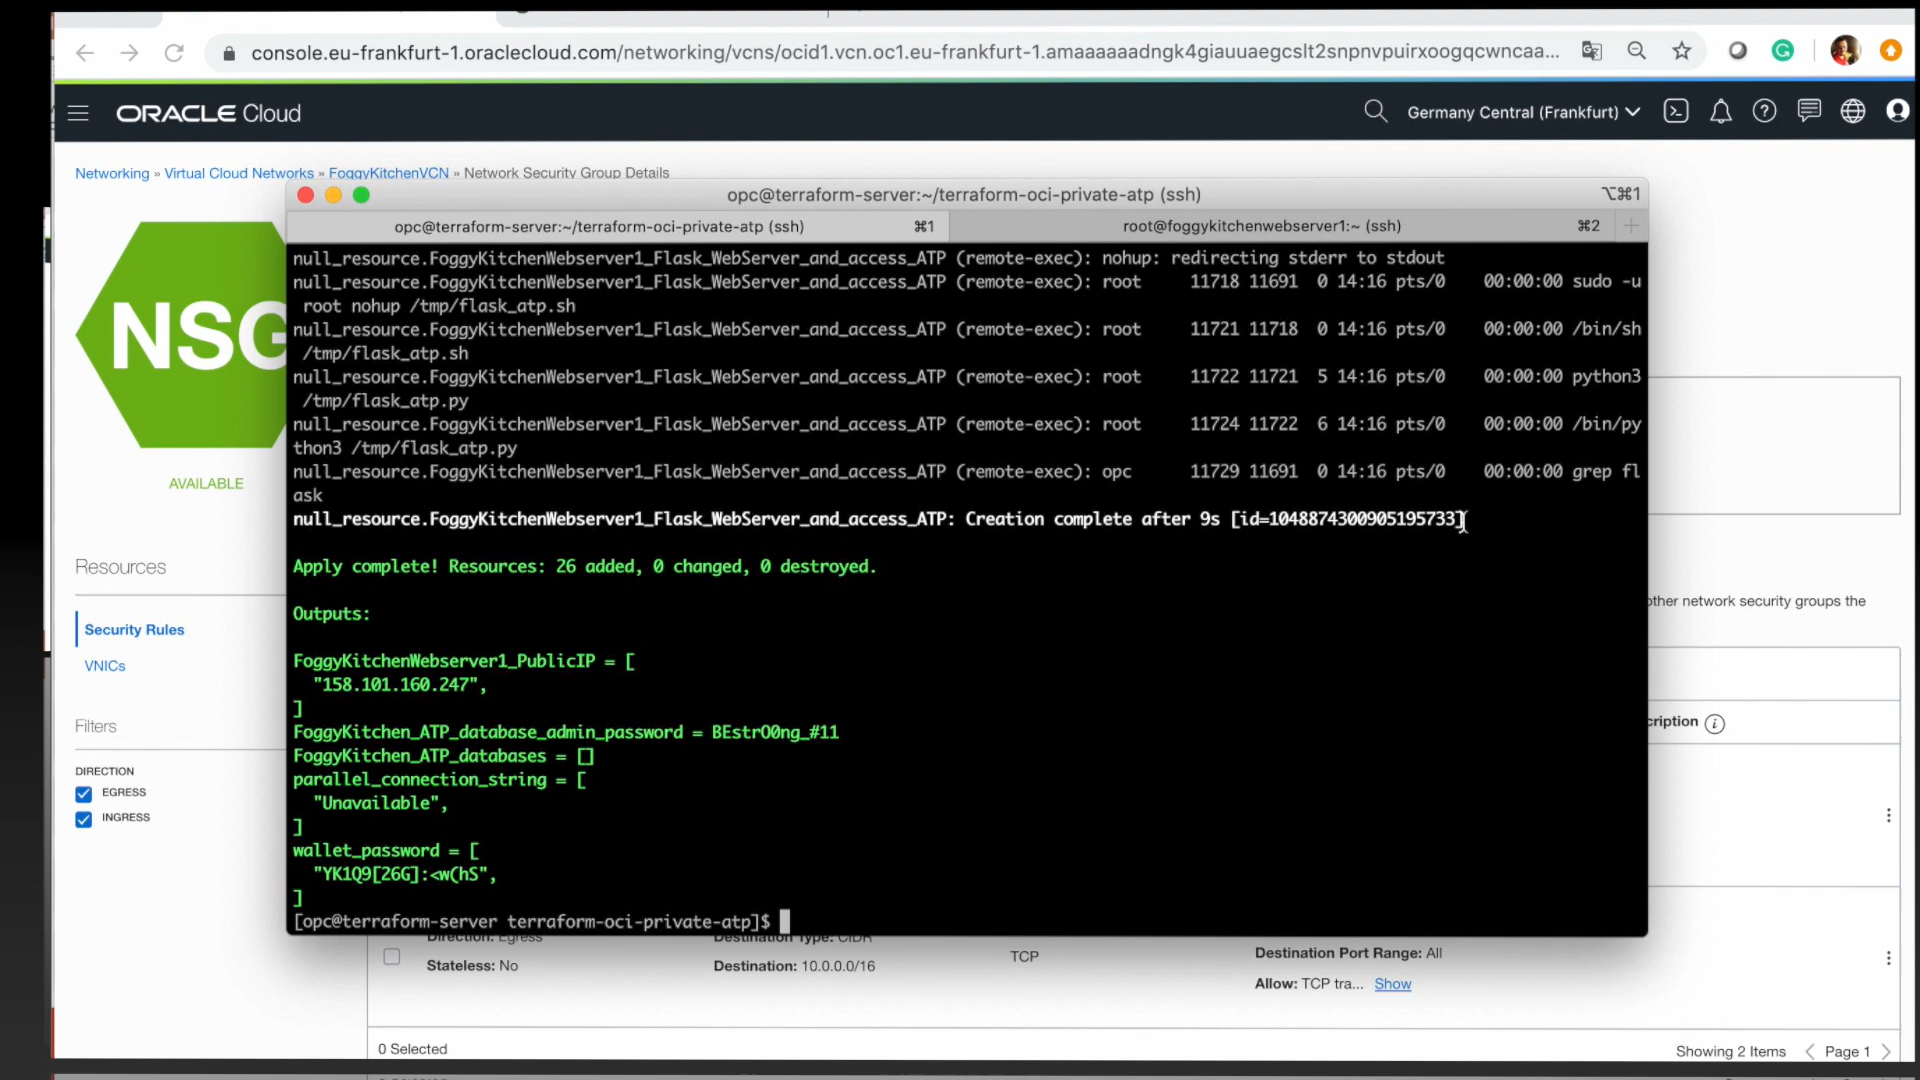 console.eu-frankfurt-1.oraclecloud.com/networking/vcns/ocid1.vcn.oc1.eu-frankfurt-1.amaaaaaadngk4giauuaegcslt2snpnvpuirxoogqcwncaa...
ORACLE Cloud
Germany Central (Frankfurt)
Networking » Virtual Cloud Networks » FoggyKitchenVCN » Network Security Group Details
opc@terraform-server:~/terraform-oci-private-atp (ssh)
⌥⌘1
opc@terraform-server:~/terraform-oci-private-atp (ssh) ⌘1
root@foggykitchenwebserver1:~ (ssh) ⌘2
NSG
AVAILABLE
Resources
Security Rules
VNICs
Filters
DIRECTION
EGRESS
INGRESS
null_resource.FoggyKitchenWebserver1_Flask_WebServer_and_access_ATP (remote-exec): nohup: redirecting stderr to stdout
null_resource.FoggyKitchenWebserver1_Flask_WebServer_and_access_ATP (remote-exec): root     11718 11691  0 14:16 pts/0    00:00:00 sudo -u
 root nohup /tmp/flask_atp.sh
null_resource.FoggyKitchenWebserver1_Flask_WebServer_and_access_ATP (remote-exec): root     11721 11718  0 14:16 pts/0    00:00:00 /bin/sh
 /tmp/flask_atp.sh
null_resource.FoggyKitchenWebserver1_Flask_WebServer_and_access_ATP (remote-exec): root     11722 11721  5 14:16 pts/0    00:00:00 python3
 /tmp/flask_atp.py
null_resource.FoggyKitchenWebserver1_Flask_WebServer_and_access_ATP (remote-exec): root     11724 11722  6 14:16 pts/0    00:00:00 /bin/py
thon3 /tmp/flask_atp.py
null_resource.FoggyKitchenWebserver1_Flask_WebServer_and_access_ATP (remote-exec): opc      11729 11691  0 14:16 pts/0    00:00:00 grep fl
ask
null_resource.FoggyKitchenWebserver1_Flask_WebServer_and_access_ATP: Creation complete after 9s [id=1048874300905195733]
Apply complete! Resources: 26 added, 0 changed, 0 destroyed.
Outputs:
FoggyKitchenWebserver1_PublicIP = [
  "158.101.160.247",
]
FoggyKitchen_ATP_database_admin_password = BEstrO0ng_#11
FoggyKitchen_ATP_databases = []
parallel_connection_string = [
  "Unavailable",
]
wallet_password = [
  "YK1Q9[26G]:<w(hS",
]
[opc@terraform-server terraform-oci-private-atp]$
other network security groups the
cription
Direction: Egress
Stateless: No
Destination Type: CIDR
Destination: 10.0.0.0/16
TCP
Destination Port Range: All
Allow: TCP tra... Show
0 Selected
Showing 2 Items
Page 1